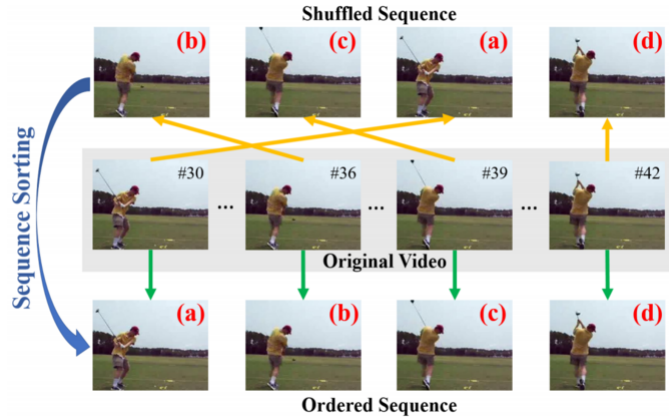 Shuffled Sequence
(b) (c) (a) (d)
Sequence Sorting
#30 #36 #39 #42
... ... ...
Original Video
(a) (b) (c) (d)
Ordered Sequence